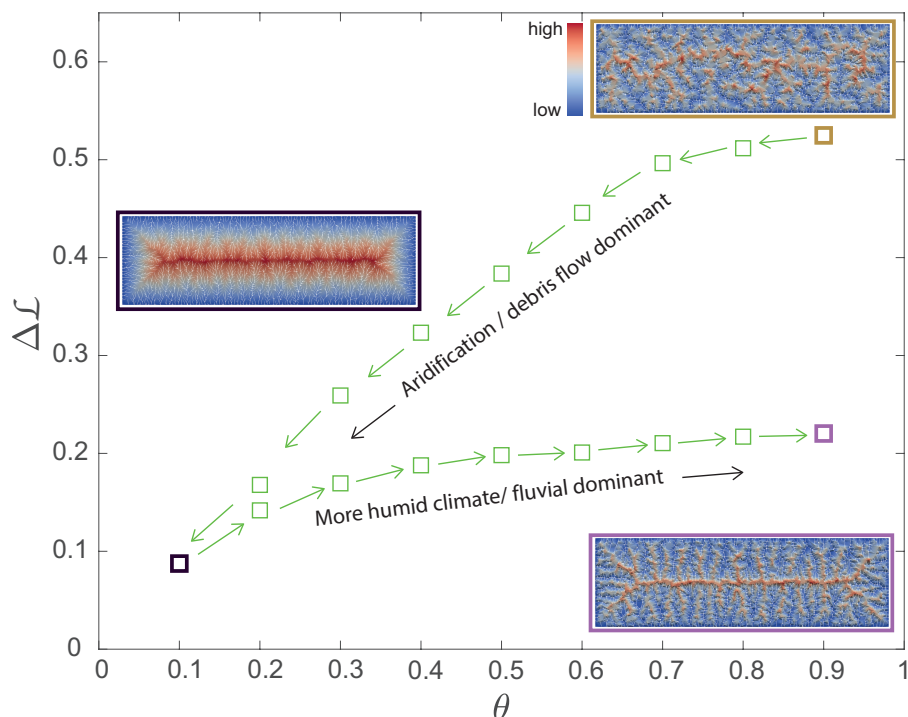 high
low
0.6
0.5
0.4
0.3
0.2
0.1
0
Δℒ
Aridification / debris flow dominant
More humid climate/ fluvial dominant
0 0.1 0.2 0.3 0.4 0.5 0.6 0.7 0.8 0.9 1
θ